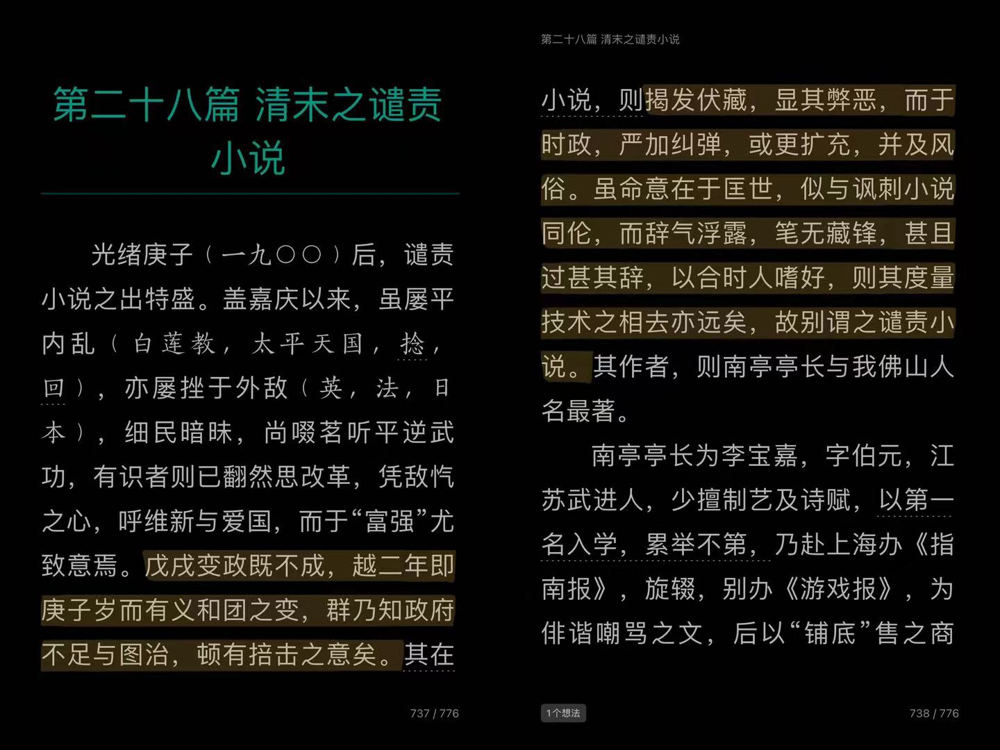 第二十八篇 清末之谴责
小说
光绪庚子（一九〇〇）后，谴责
小说之出特盛。盖嘉庆以来，虽屡平
内乱（白莲教，太平天国，捻，
回），亦屡挫于外敌（英，法，日
本），细民暗昧，尚啜茗听平逆武
功，有识者则已翻然思改革，凭敌忾
之心，呼维新与爱国，而于“富强”尤
致意焉。戊戌变政既不成，越二年即
庚子岁而有义和团之变，群乃知政府
不足与图治，顿有掊击之意矣。其在
737 / 776
第二十八篇 清末之谴责小说
小说，则揭发伏藏，显其弊恶，而于
时政，严加纠弹，或更扩充，并及风
俗。虽命意在于匡世，似与讽刺小说
同伦，而辞气浮露，笔无藏锋，甚且
过甚其辞，以合时人嗜好，则其度量
技术之相去亦远矣，故别谓之谴责小
说。其作者，则南亭亭长与我佛山人
名最著。
南亭亭长为李宝嘉，字伯元，江
苏武进人，少擅制艺及诗赋，以第一
名入学，累举不第，乃赴上海办《指
南报》，旋辍，别办《游戏报》，为
俳谐嘲骂之文，后以“铺底”售之商
1个想法
738 / 776